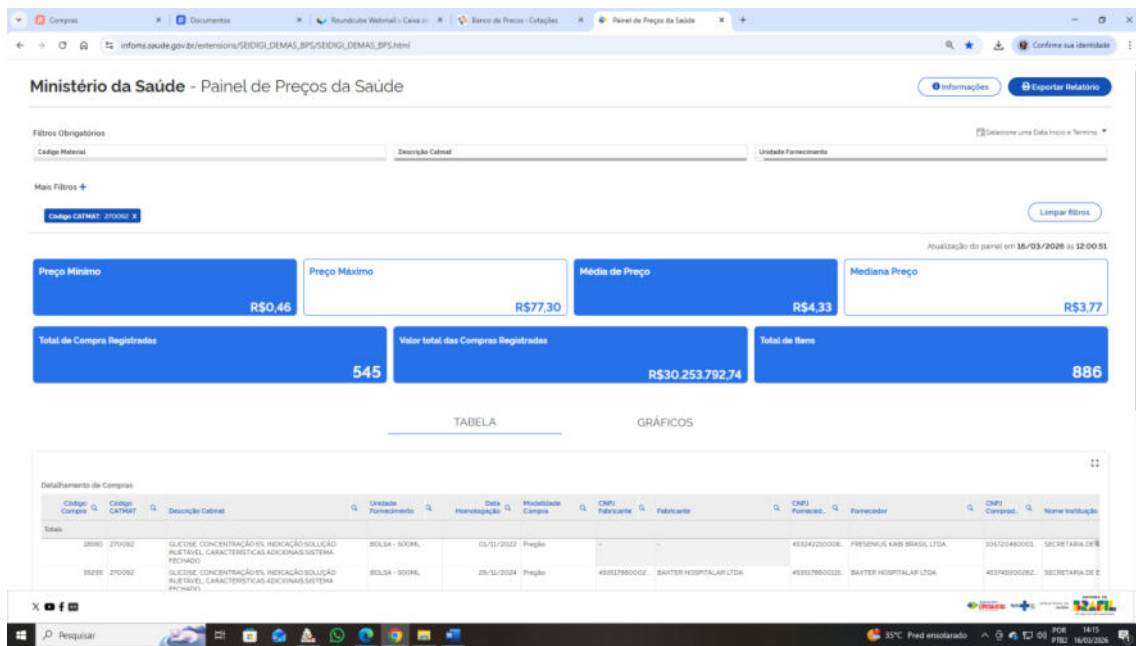 Compras
Documentos
Roundcube Webmail :: Caixa
Banco de Preços - Cotações
Painel de Preços da Saúde
infoms.saude.gov.br/extensions/SEIDIGI_DEMAS_BPS/SEIDIGI_DEMAS_BPS.html
Confirme sua identidade
Ministério da Saúde - Painel de Preços da Saúde
Informações
Exportar Relatório
Filtros Obrigatórios
Selecione uma Data Início e Termino
Código Material
Descrição Catmat
Unidade Fornecimento
Mais Filtros +
Código CATMAT: 270092 X
Limpar filtros
Atualização do painel em 16/03/2026 às 12:00:51
Preço Mínimo
R$0,46
Preço Máximo
R$77,30
Média de Preço
R$4,33
Mediana Preço
R$3,77
Total de Compra Registradas
545
Valor total das Compras Registradas
R$30.253.792,74
Total de Itens
886
TABELA
GRÁFICOS
Detalhamento de Compras
Código Compra
Código CATMAT
Descrição Catmat
Unidade Fornecimento
Data Homologação
Modalidade Compra
CNPJ Fabricante
Fabricante
CNPJ Forneced...
Fornecedor
CNPJ Comprad...
Nome Instituição
Totais
270092 GLICOSE, CONCENTRAÇÃO:5%, INDICAÇÃO:SOLUÇÃO INJETÁVEL, CARACTERÍSTICAS ADICIONAIS:SISTEMA FECHADO BOLSA - 500ML 01/11/2022 Pregão - - FRESENIUS KABI BRASIL LTDA. SECRETARIA DE
270092 GLICOSE, CONCENTRAÇÃO:5%, INDICAÇÃO:SOLUÇÃO INJETÁVEL, CARACTERÍSTICAS ADICIONAIS:SISTEMA FECHADO BOLSA - 500ML 28/11/2024 Pregão BAXTER HOSPITALAR LTDA BAXTER HOSPITALAR LTDA SECRETARIA DE E
BRASIL
Pesquisar
35°C Pred ensolarado
POR
PTB2
14:15
16/03/2026